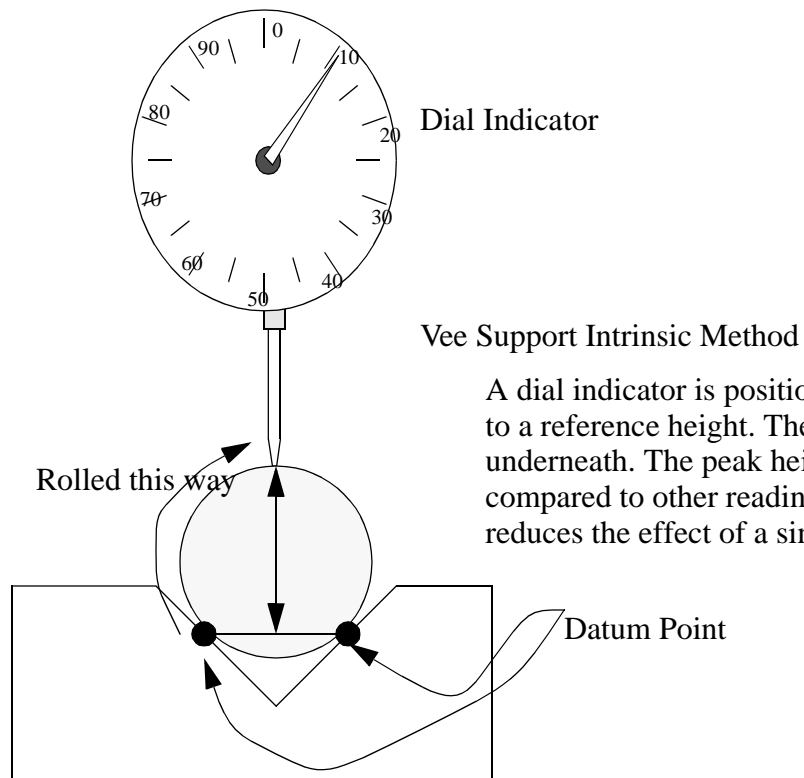 0
10
20
30
40
50
60
70
80
90
Dial Indicator
Vee Support Intrinsic Method
A dial indicator is positio
to a reference height. The
underneath. The peak hei
compared to other readin
reduces the effect of a sin
Rolled this way
Datum Point